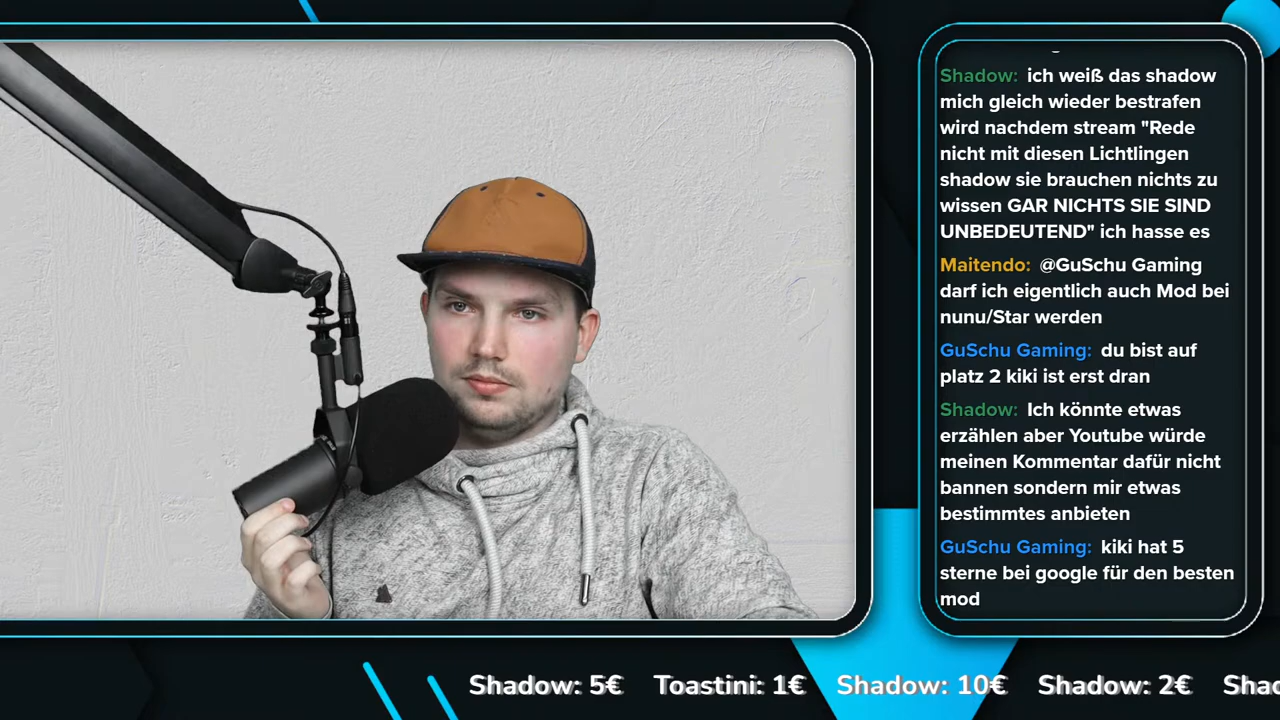 Shadow: ich weiß das shadow
mich gleich wieder bestrafen
wird nachdem stream "Rede
nicht mit diesen Lichtlingen
shadow sie brauchen nichts zu
wissen GAR NICHTS SIE SIND
UNBEDEUTEND" ich hasse es
Maitendo: @GuSchu Gaming
darf ich eigentlich auch Mod bei
nunu/Star werden
GuSchu Gaming: du bist auf
platz 2 kiki ist erst dran
Shadow: Ich könnte etwas
erzählen aber Youtube würde
meinen Kommentar dafür nicht
bannen sondern mir etwas
bestimmtes anbieten
GuSchu Gaming: kiki hat 5
sterne bei google für den besten
mod
Shadow: 5€ Toastini: 1€ Shadow: 10€ Shadow: 2€ Shad